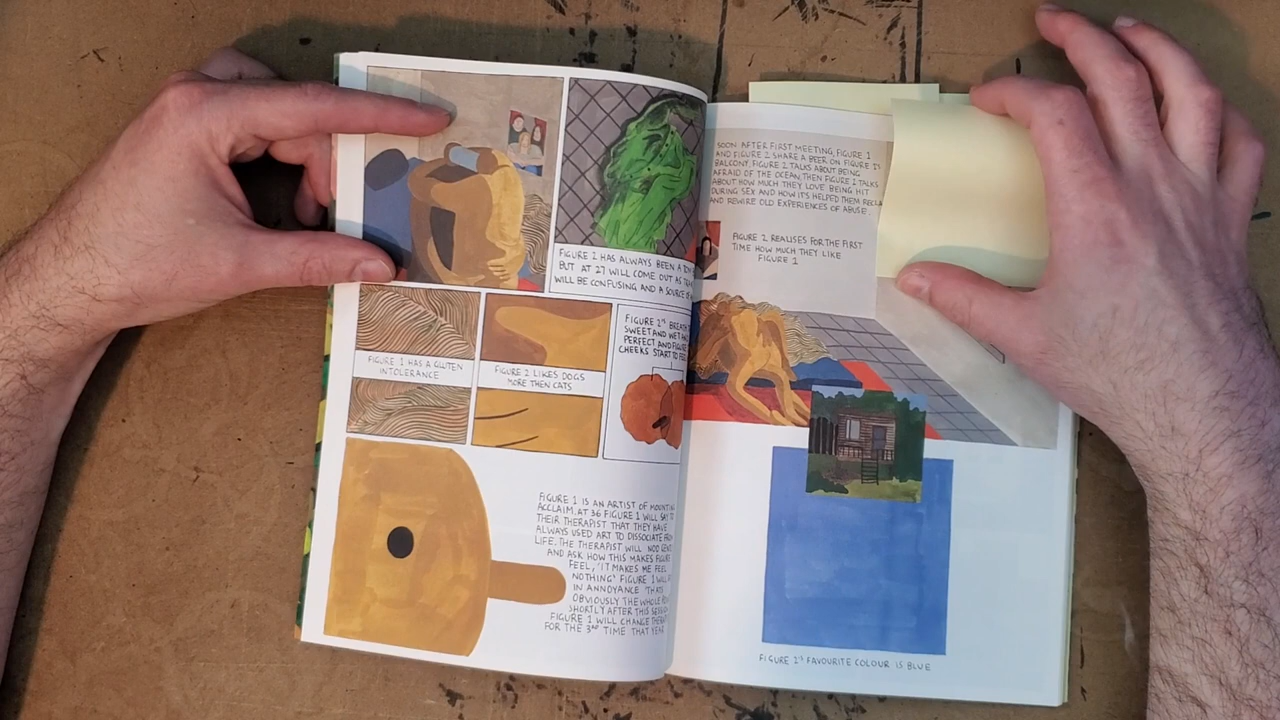 FIGURE 1 HAS ALWAYS BEEN A
BUT AT 27 WILL COME OUT AS
WILL BE CONFUSING AND A SOURCE OF
FIGURE 1 HAS A GLUTEN
INTOLERANCE
FIGURE 2 LIKES DOGS
MORE THEN CATS
FIGURE 2'S BREATH
SWEET AND WET
PERFECT AND
CHEEKS START TO
FIGURE 1 IS AN ARTIST OF
ACCLAIM. AT 36 FIGURE 1 WILL SAY
THEIR THERAPIST THAT THEY HAVE
ALWAYS USED ART TO DISSOCIATE FROM
LIFE. THE THERAPIST WILL NOD
AND ASK HOW THIS MAKES
FEEL, 'IT MAKES ME FEEL
NOTHING' FIGURE 1 WILL
IN ANNOYANCE 'THATS
OBVIOUSLY THE WHOLE
SHORTLY AFTER THIS
FIGURE 1 WILL CHANGE
FOR THE 3RD TIME THAT YEAR
SOON AFTER FIRST MEETING, FIGURE 1
AND FIGURE 2 SHARE A BEER ON FIGURE
BALCONY. FIGURE 2 TALKS ABOUT BEING
AFRAID OF THE OCEAN. THEN FIGURE 1 TALKS
ABOUT HOW MUCH THEY LOVE BEING HIT
DURING SEX AND HOW IT'S HELPED THEM
AND REWIRE OLD EXPERIENCES OF ABUSE.
FIGURE 2 REALISES FOR THE FIRST
TIME HOW MUCH THEY LIKE
FIGURE 1
FAVOURITE COLOUR IS BLUE